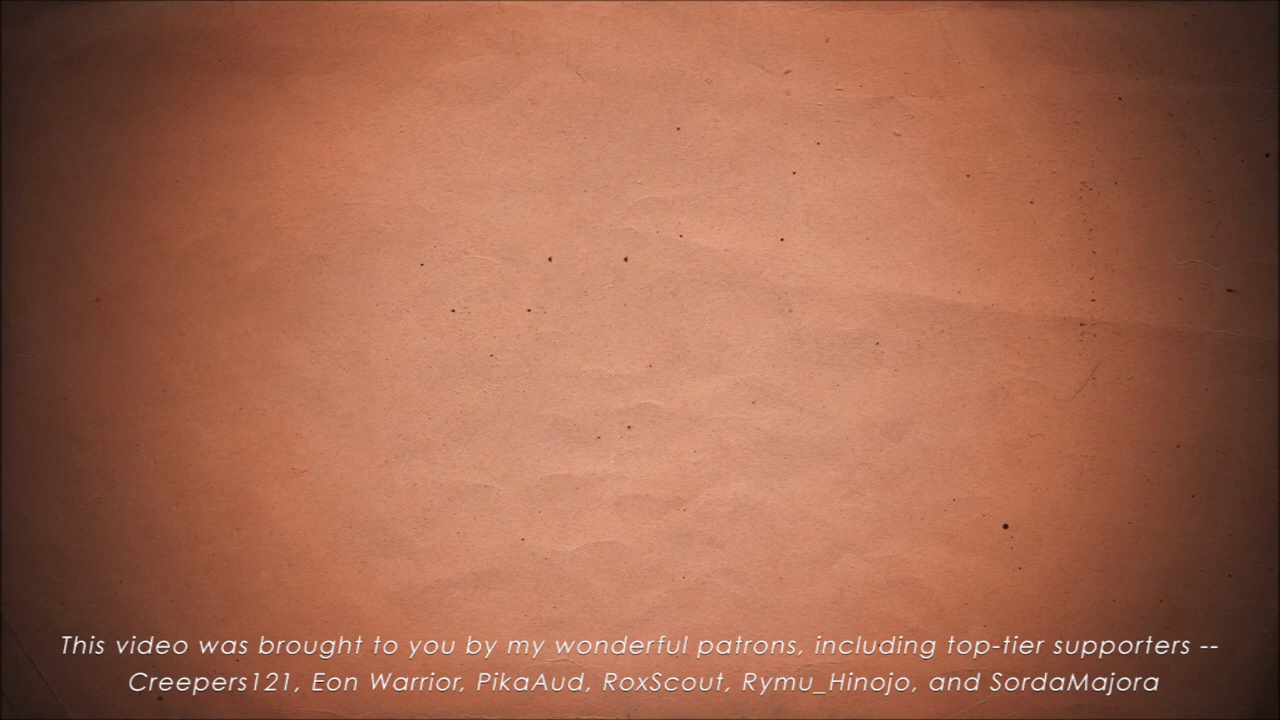 This video was brought to you by my wonderful patrons, including top-tier supporters --
Creepers121, Eon Warrior, PikaAud, RoxScout, Rymu_Hinojo, and SordaMajora